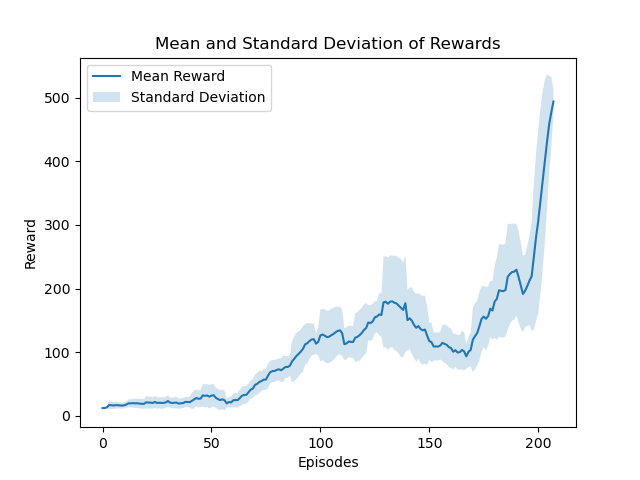 Mean and Standard Deviation of Rewards
Mean Reward
Standard Deviation
500
400
300
200
100
0
Reward
0 50 100 150 200
Episodes